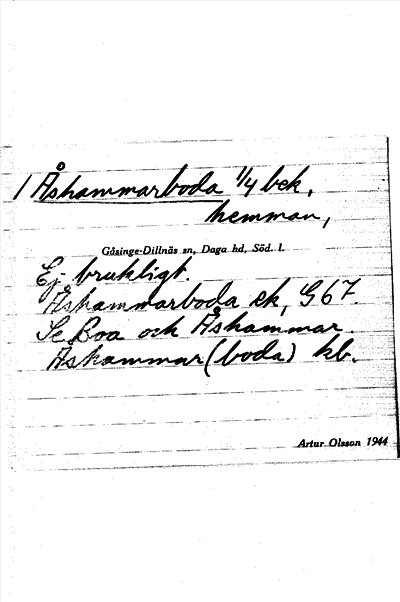 1 Åshammarboda 1/4 bek.
hemman,
Gåsinge-Dillnäs sn, Daga hd, Söd. l.
Ej brukligt.
Åshammarboda ek, G 67.
Se Boa och Åshammar.
Åshammar(boda) kb.
Artur Olsson 1944